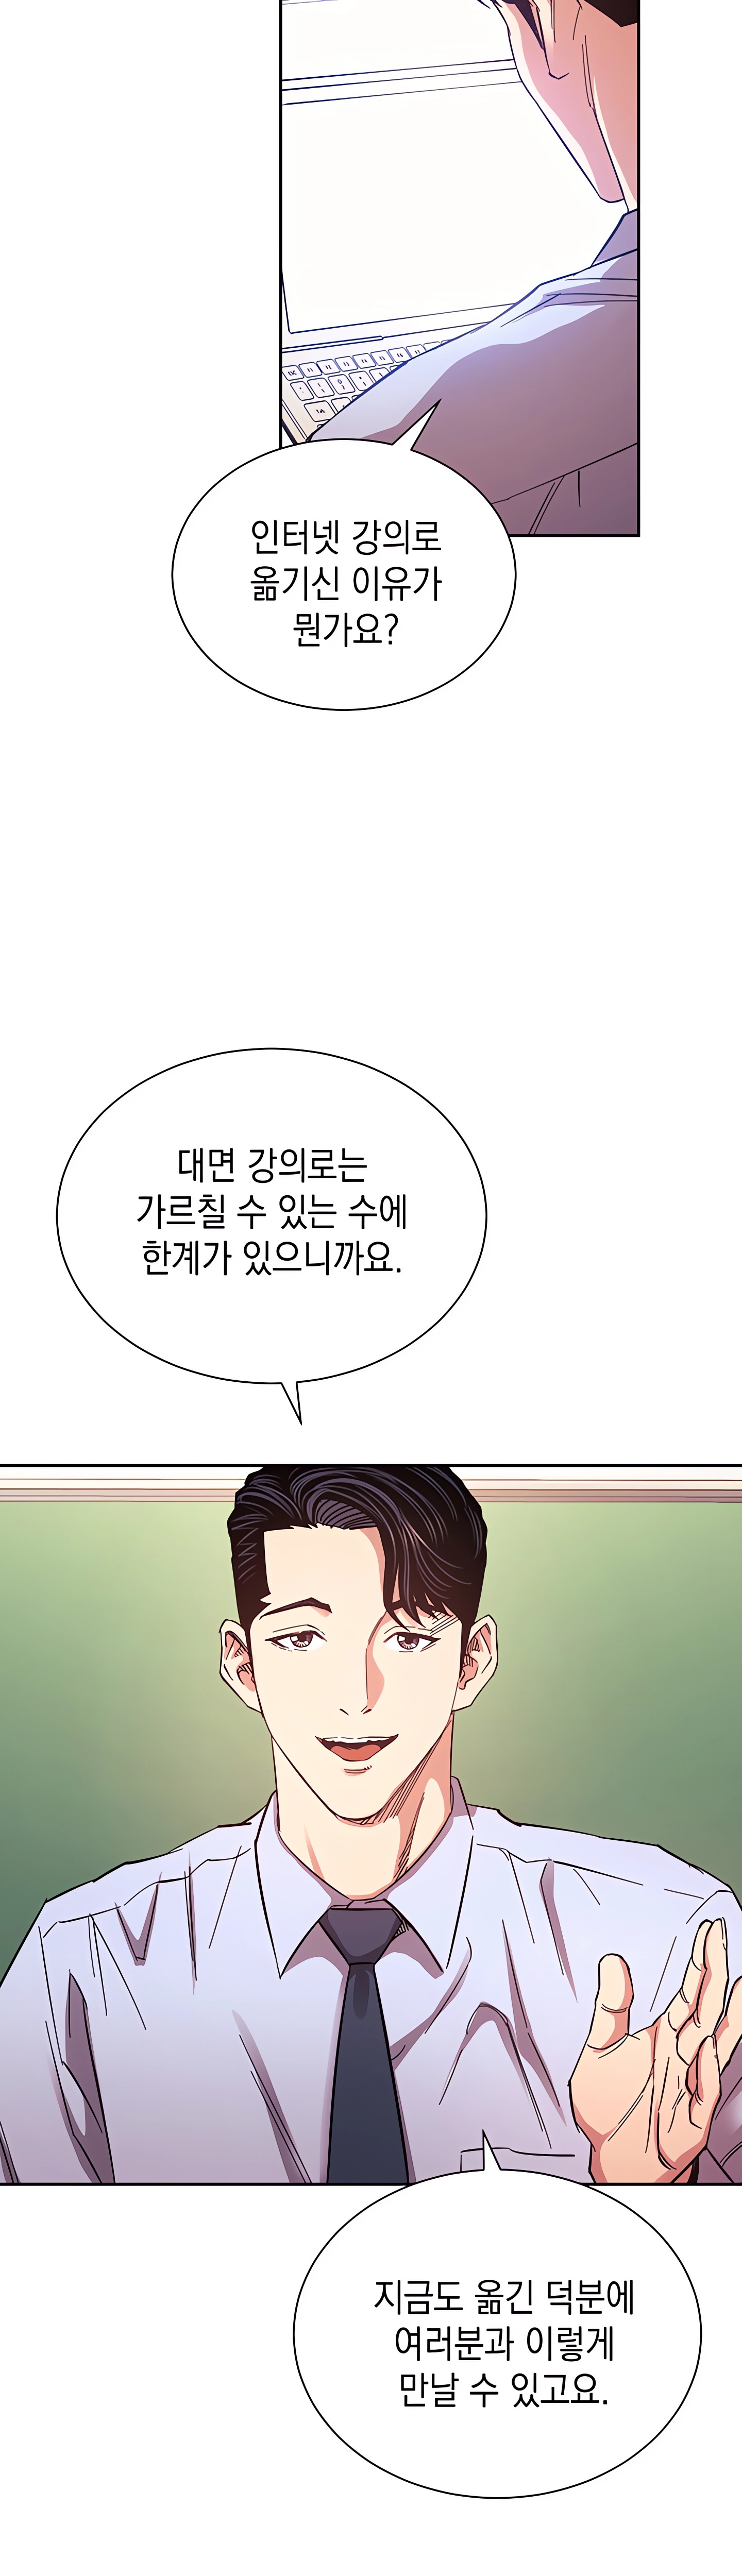 인터넷 강의로
옮기신 이유가
뭔가요?
대면 강의로는
가르칠 수 있는 수에
한계가 있으니까요.
지금도 옮긴 덕분에
여러분과 이렇게
만날 수 있고요.